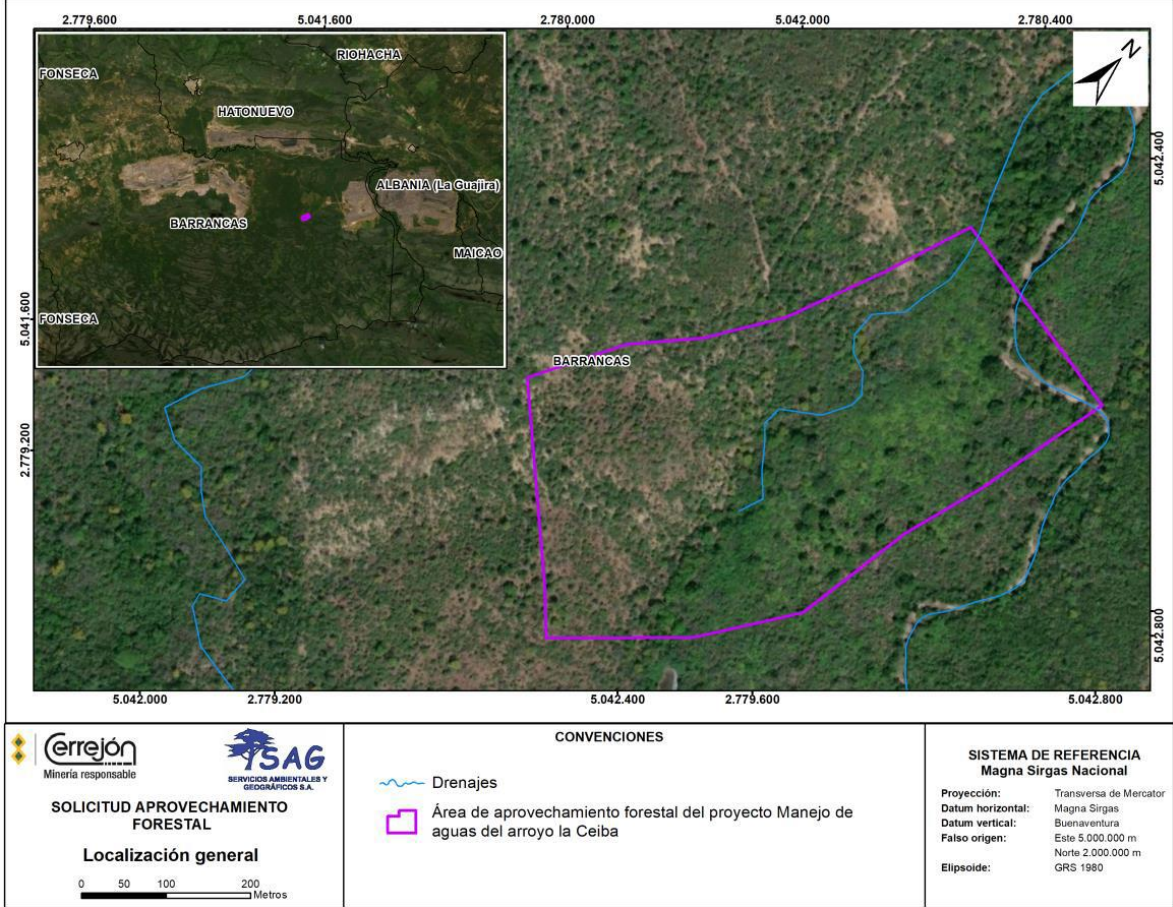 2.779.600
5.041.600
2.780.000
5.042.000
2.780.400
N
RIOHACHA
FONSECA
HATONUEVO
ALBANIA (La Guajira)
BARRANCAS
MAICAO
FONSECA
5.041.600
2.779.200
5.042.400
5.042.800
BARRANCAS
5.042.000
2.779.200
5.042.400
2.779.600
5.042.800
Cerrejón
Minería responsable
SAG
SERVICIOS AMBIENTALES Y
GEOGRÁFICOS S.A.
SOLICITUD APROVECHAMIENTO
FORESTAL
Localización general
0 50 100 200
Metros
CONVENCIONES
Drenajes
Área de aprovechamiento forestal del proyecto Manejo de
aguas del arroyo la Ceiba
SISTEMA DE REFERENCIA
Magna Sirgas Nacional
Proyección: Transversa de Mercator
Datum horizontal: Magna Sirgas
Datum vertical: Buenaventura
Falso origen: Este 5.000.000 m
Norte 2.000.000 m
Elipsoide: GRS 1980